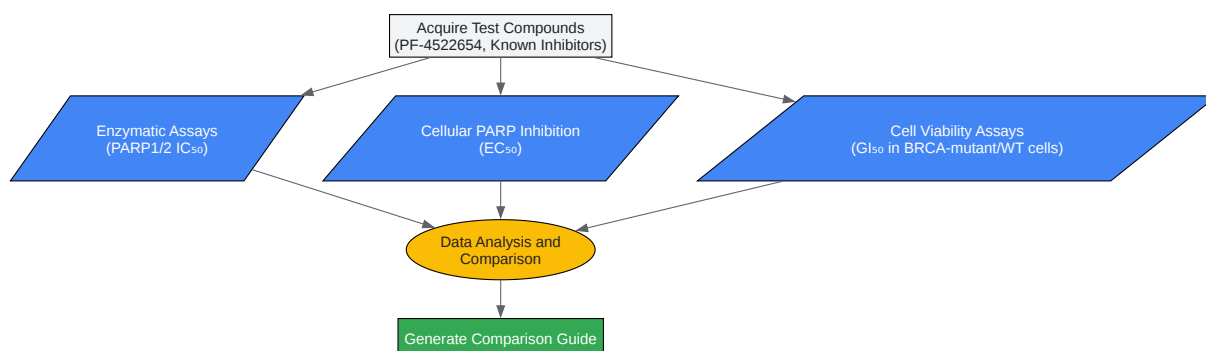 Acquire Test Compounds
(PF-4522654, Known Inhibitors)
Enzymatic Assays
(PARP1/2 IC₅₀)
Cellular PARP Inhibition
(EC₅₀)
Cell Viability Assays
(GI₅₀ in BRCA-mutant/WT cells)
Data Analysis and
Comparison
Generate Comparison Guide